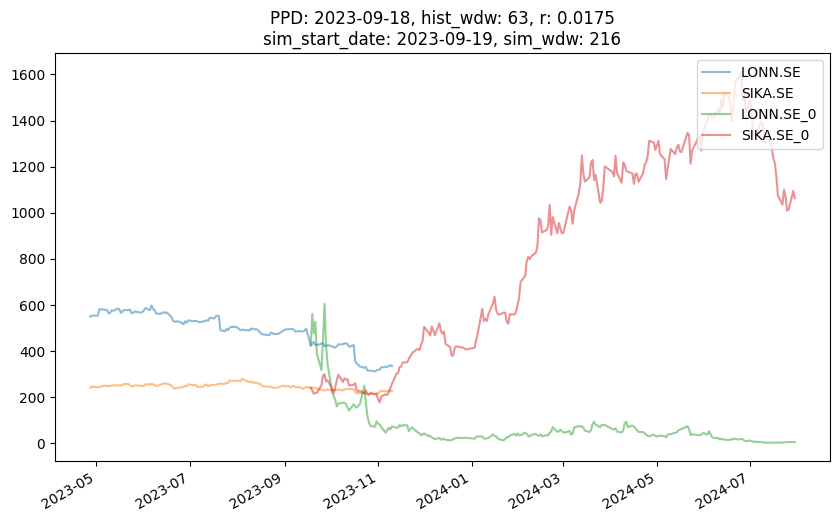 PPD: 2023-09-18, hist_wdw: 63, r: 0.0175
sim_start_date: 2023-09-19, sim_wdw: 216
LONN.SE
SIKA.SE
LONN.SE_0
SIKA.SE_0
1600
1400
1200
1000
800
600
400
200
0
2023-05
2023-07
2023-09
2023-11
2024-01
2024-03
2024-05
2024-07